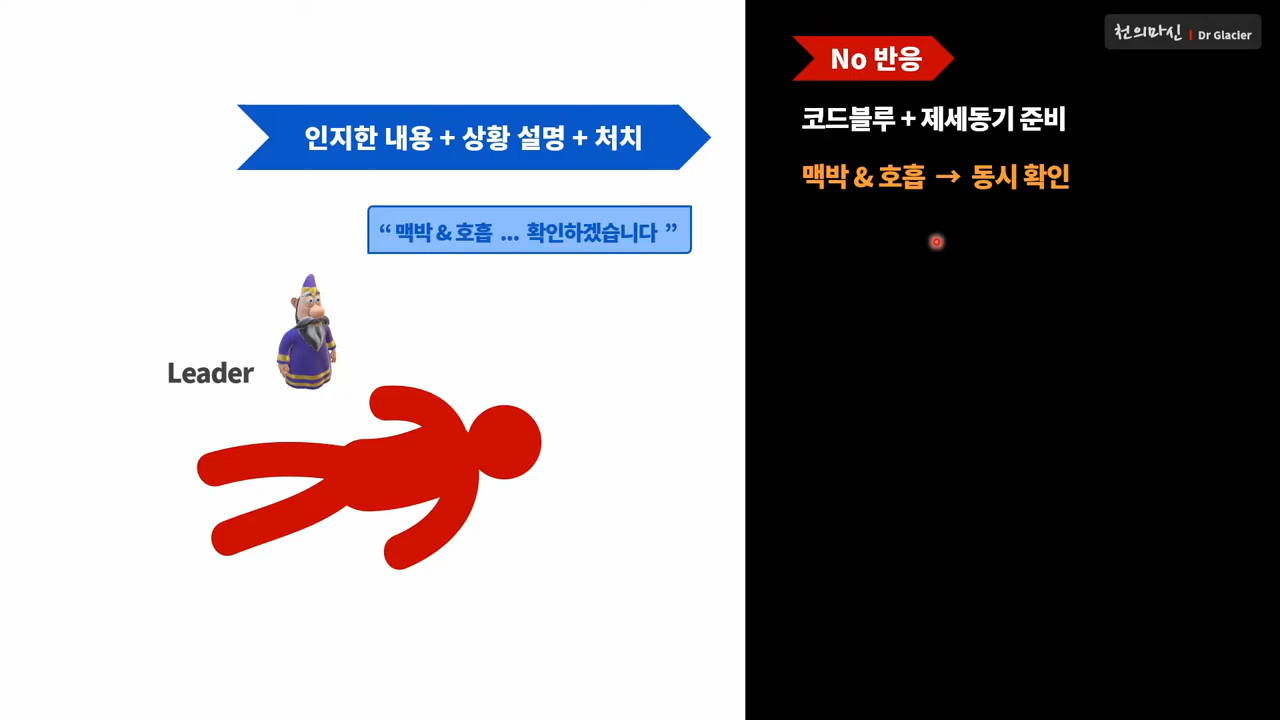 인지한 내용 + 상황 설명 + 처치
“ 맥박 & 호흡 ... 확인하겠습니다 ”
Leader
천의마신 | Dr Glacier
No 반응
코드블루 + 제세동기 준비
맥박 & 호흡 → 동시 확인